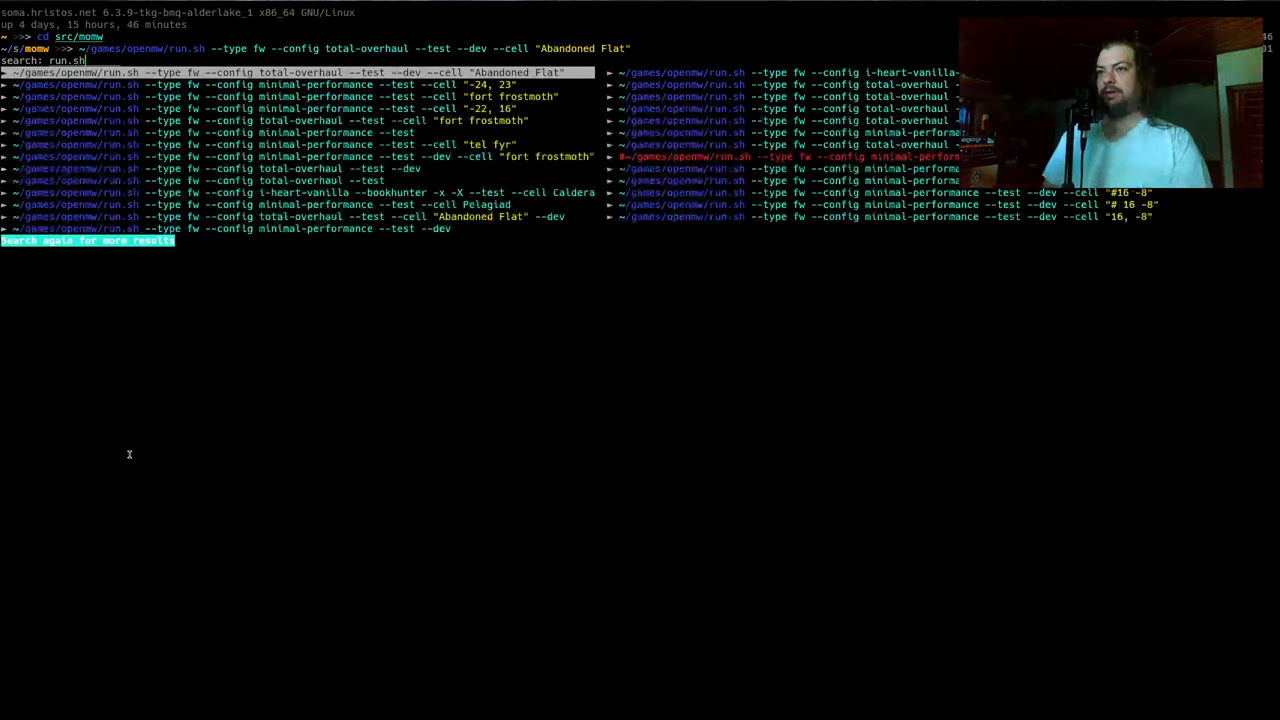 soma.hristos.net 6.3.9-tkg-bmq-alderlake_1 x86_64 GNU/Linux
up 4 days, 15 hours, 46 minutes
~ >>> cd src/momw
~/s/momw >>> ~/games/openmw/run.sh --type fw --config total-overhaul --test --dev --cell "Abandoned Flat"
search: run.sh
► ~/games/openmw/run.sh --type fw --config total-overhaul --test --dev --cell "Abandoned Flat"
► ~/games/openmw/run.sh --type fw --config minimal-performance --test --cell "-24, 23"
► ~/games/openmw/run.sh --type fw --config minimal-performance --test --cell "fort frostmoth"
► ~/games/openmw/run.sh --type fw --config minimal-performance --test --cell "-22, 16"
► ~/games/openmw/run.sh --type fw --config total-overhaul --test --cell "fort frostmoth"
► ~/games/openmw/run.sh --type fw --config minimal-performance --test
► ~/games/openmw/run.sh --type fw --config minimal-performance --test --cell "tel fyr"
► ~/games/openmw/run.sh --type fw --config minimal-performance --test --dev --cell "fort frostmoth"
► ~/games/openmw/run.sh --type fw --config total-overhaul --test --dev
► ~/games/openmw/run.sh --type fw --config total-overhaul --test
► ~/games/openmw/run.sh --type fw --config i-heart-vanilla --bookhunter -x -X --test --cell Caldera
► ~/games/openmw/run.sh --type fw --config minimal-performance --test --cell Pelagiad
► ~/games/openmw/run.sh --type fw --config total-overhaul --test --cell "Abandoned Flat" --dev
► ~/games/openmw/run.sh --type fw --config minimal-performance --test --dev
Search again for more results
► ~/games/openmw/run.sh --type fw --config i-heart-vanilla-
► ~/games/openmw/run.sh --type fw --config total-overhaul -
► ~/games/openmw/run.sh --type fw --config total-overhaul -
► ~/games/openmw/run.sh --type fw --config total-overhaul -
► ~/games/openmw/run.sh --type fw --config total-overhaul -
► ~/games/openmw/run.sh --type fw --config minimal-performa
► ~/games/openmw/run.sh --type fw --config total-overhaul -
► #~/games/openmw/run.sh --type fw --config minimal-perform
► ~/games/openmw/run.sh --type fw --config minimal-performa
► ~/games/openmw/run.sh --type fw --config minimal-performa
► ~/games/openmw/run.sh --type fw --config minimal-performance --test --dev --cell "#16 -8"
► ~/games/openmw/run.sh --type fw --config minimal-performance --test --dev --cell "# 16 -8"
► ~/games/openmw/run.sh --type fw --config minimal-performance --test --dev --cell "16, -8"
46
01